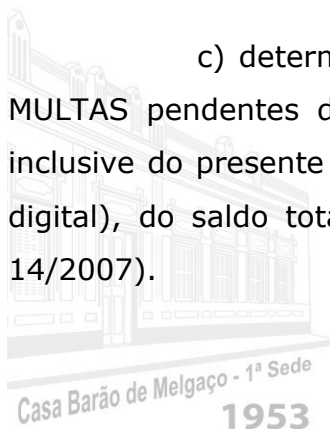 c) determ
MULTAS pendentes d
inclusive do presente
digital), do saldo tota
14/2007).
Casa Barão de Melgaço - 1ª Sede
1953